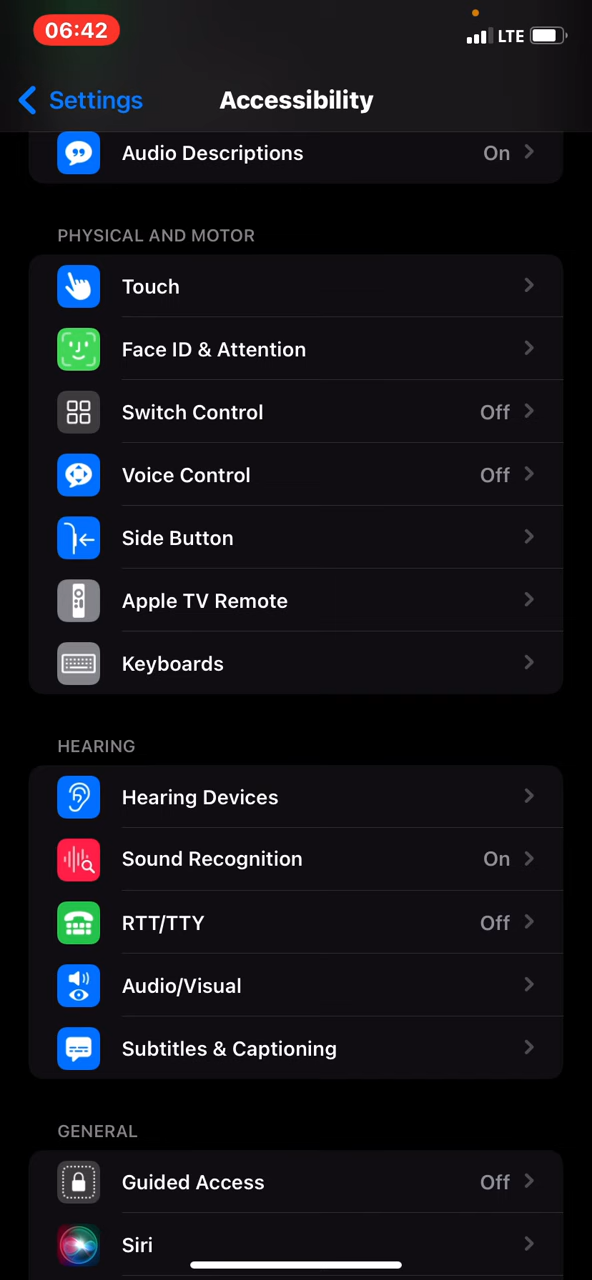 06:42
LTE
Settings
Accessibility
Audio Descriptions On
PHYSICAL AND MOTOR
Touch
Face ID & Attention
Switch Control Off
Voice Control Off
Side Button
Apple TV Remote
Keyboards
HEARING
Hearing Devices
Sound Recognition On
RTT/TTY Off
Audio/Visual
Subtitles & Captioning
GENERAL
Guided Access Off
Siri